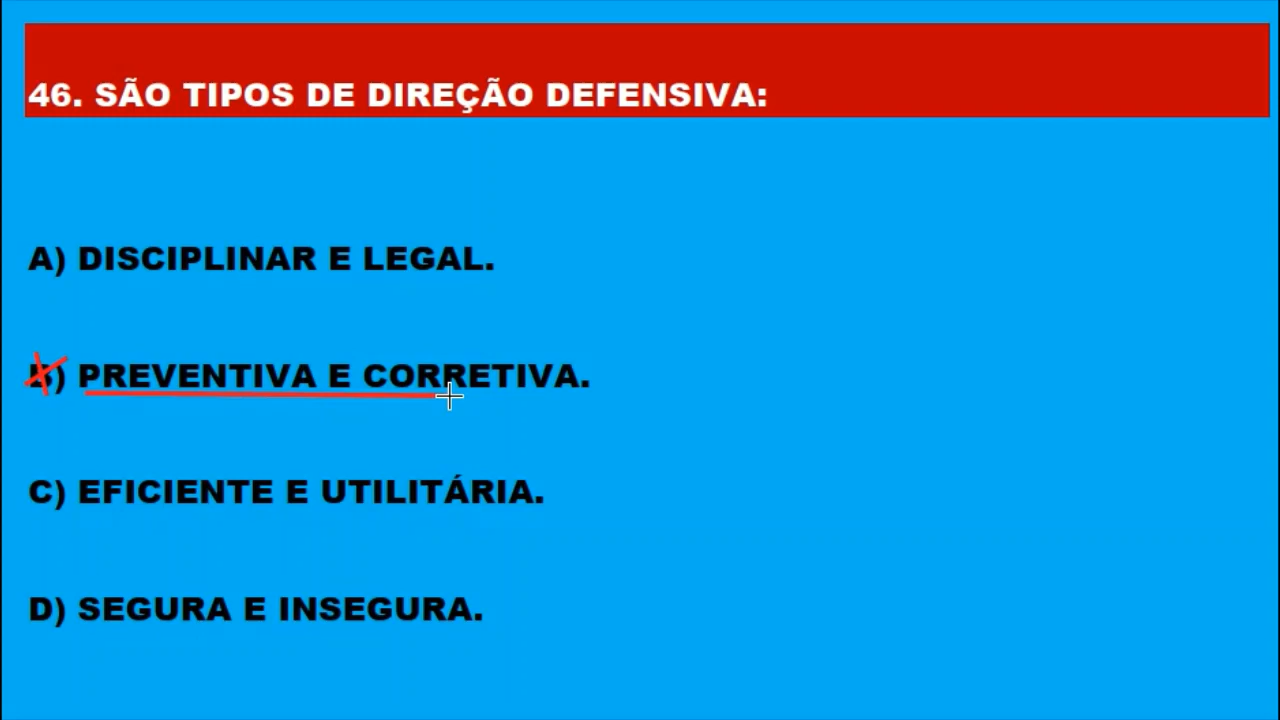 46. SÃO TIPOS DE DIREÇÃO DEFENSIVA:
A) DISCIPLINAR E LEGAL.
B) PREVENTIVA E CORRETIVA.
C) EFICIENTE E UTILITÁRIA.
D) SEGURA E INSEGURA.